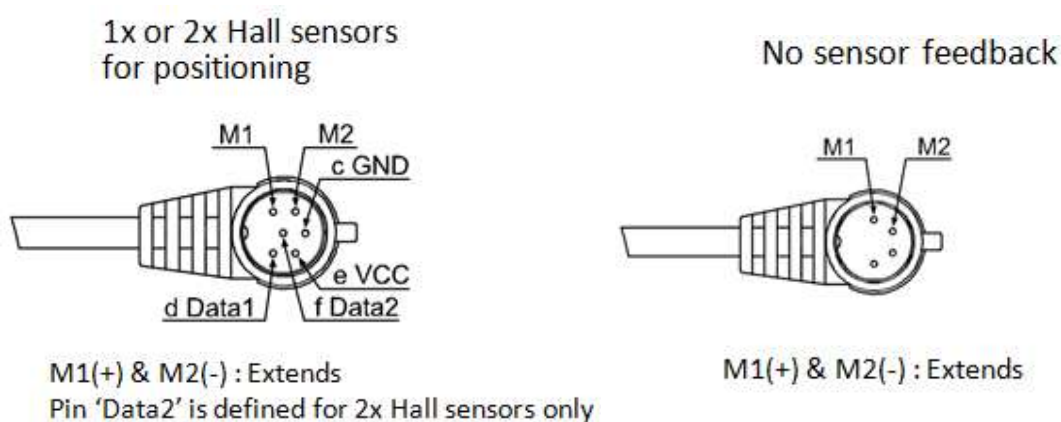 1x or 2x Hall sensors
for positioning
M1
M2
c GND
e VCC
d Data1
f Data2
M1(+) & M2(-) : Extends
Pin ‘Data2’ is defined for 2x Hall sensors only
No sensor feedback
M1
M2
M1(+) & M2(-) : Extends